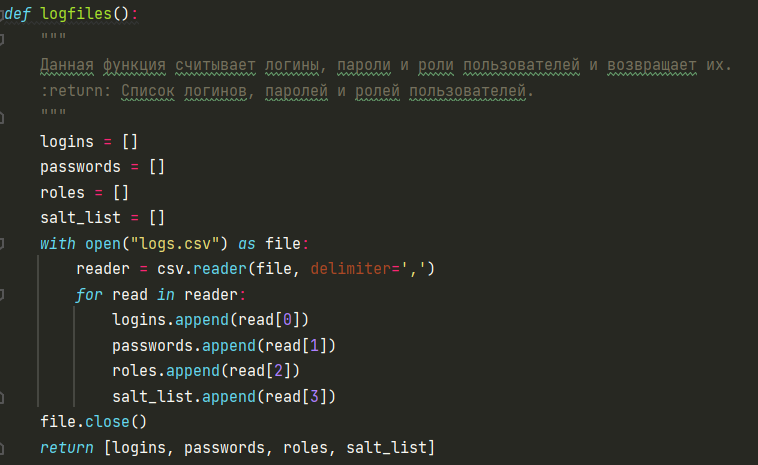 def logfiles():
    """
    Данная функция считывает логины, пароли и роли пользователей и возвращает их.
    :return: Список логинов, паролей и ролей пользователей.
    """
    logins = []
    passwords = []
    roles = []
    salt_list = []
    with open("logs.csv") as file:
        reader = csv.reader(file, delimiter=',')
        for read in reader:
            logins.append(read[0])
            passwords.append(read[1])
            roles.append(read[2])
            salt_list.append(read[3])
    file.close()
    return [logins, passwords, roles, salt_list]